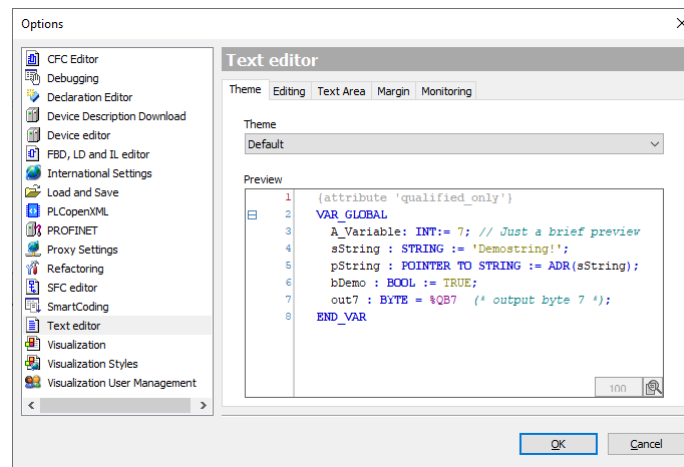 Options
CFC Editor
Debugging
Declaration Editor
Device Description Download
Device editor
FBD, LD and IL editor
International Settings
Load and Save
PLCopenXML
PROFINET
Proxy Settings
Refactoring
SFC editor
SmartCoding
Text editor
Visualization
Visualization Styles
Visualization User Management
Text editor
Theme Editing Text Area Margin Monitoring
Theme
Default
Preview
1 {attribute 'qualified_only'}
2 VAR_GLOBAL
3 A_Variable: INT:= 7; // Just a brief preview
4 sString : STRING := 'Demostring!';
5 pString : POINTER TO STRING := ADR(sString);
6 bDemo : BOOL := TRUE;
7 out7 : BYTE = %QB7 (* output byte 7 *);
8 END_VAR
100
OK Cancel